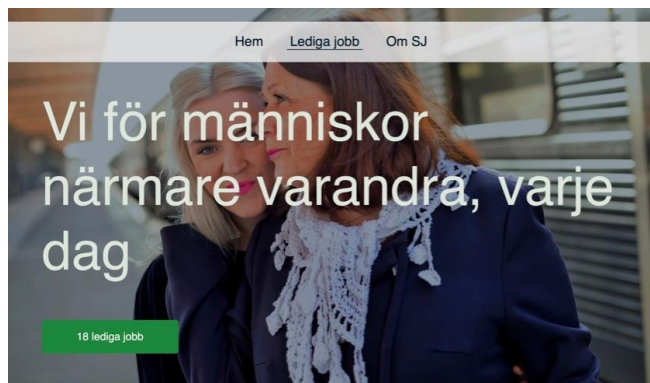 Hem Lediga jobb Om SJ
Vi för människor
närmare varandra, varje
dag
18 lediga jobb